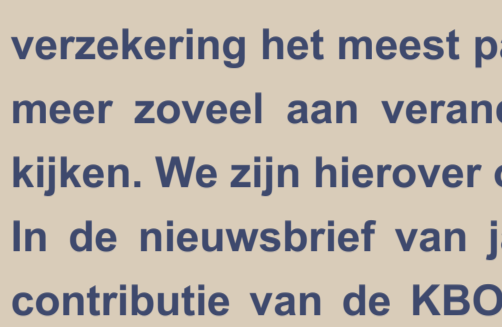 verzekering het meest
meer zoveel aan
kijken. We zijn hierover
In de nieuwsbrief van
contributie van de KBO